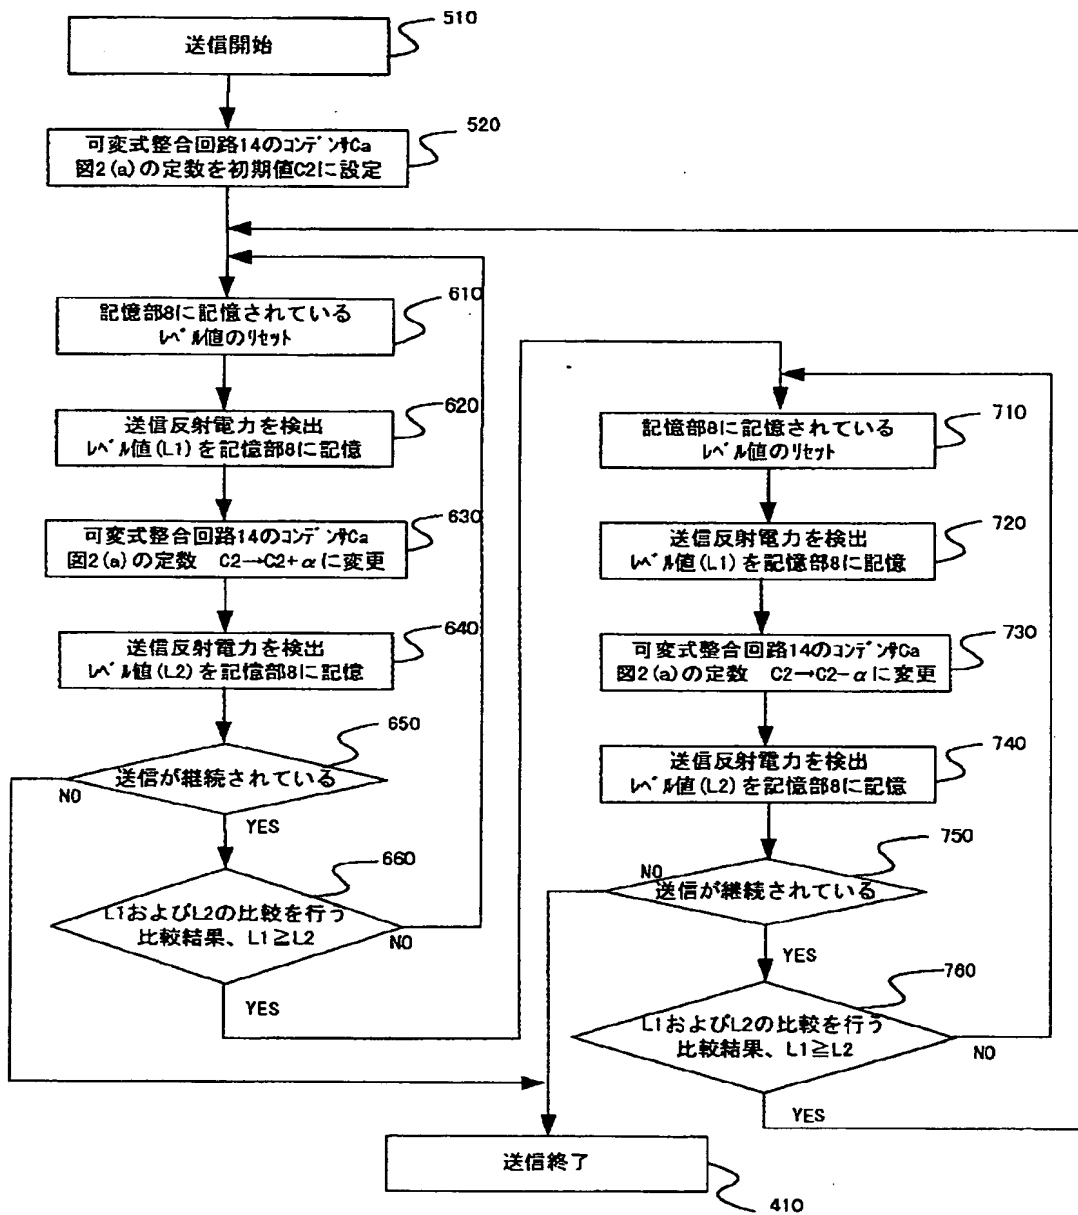 送信開始
510
可変式整合回路14のコンデンサCa
図2(a)の定数を初期値C2に設定
520
記憶部8に記憶されている
レベル値のリセット
610
送信反射電力を検出
レベル値(L1)を記憶部8に記憶
620
可変式整合回路14のコンデンサCa
図2(a)の定数 C2→C2+αに変更
630
送信反射電力を検出
レベル値(L2)を記憶部8に記憶
640
送信が継続されている
650
NO
YES
L1およびL2の比較を行う
比較結果、L1≧L2
660
NO
YES
記憶部8に記憶されている
レベル値のリセット
710
送信反射電力を検出
レベル値(L1)を記憶部8に記憶
720
可変式整合回路14のコンデンサCa
図2(a)の定数 C2→C2-αに変更
730
送信反射電力を検出
レベル値(L2)を記憶部8に記憶
740
送信が継続されている
750
NO
YES
L1およびL2の比較を行う
比較結果、L1≧L2
760
NO
YES
送信終了
410